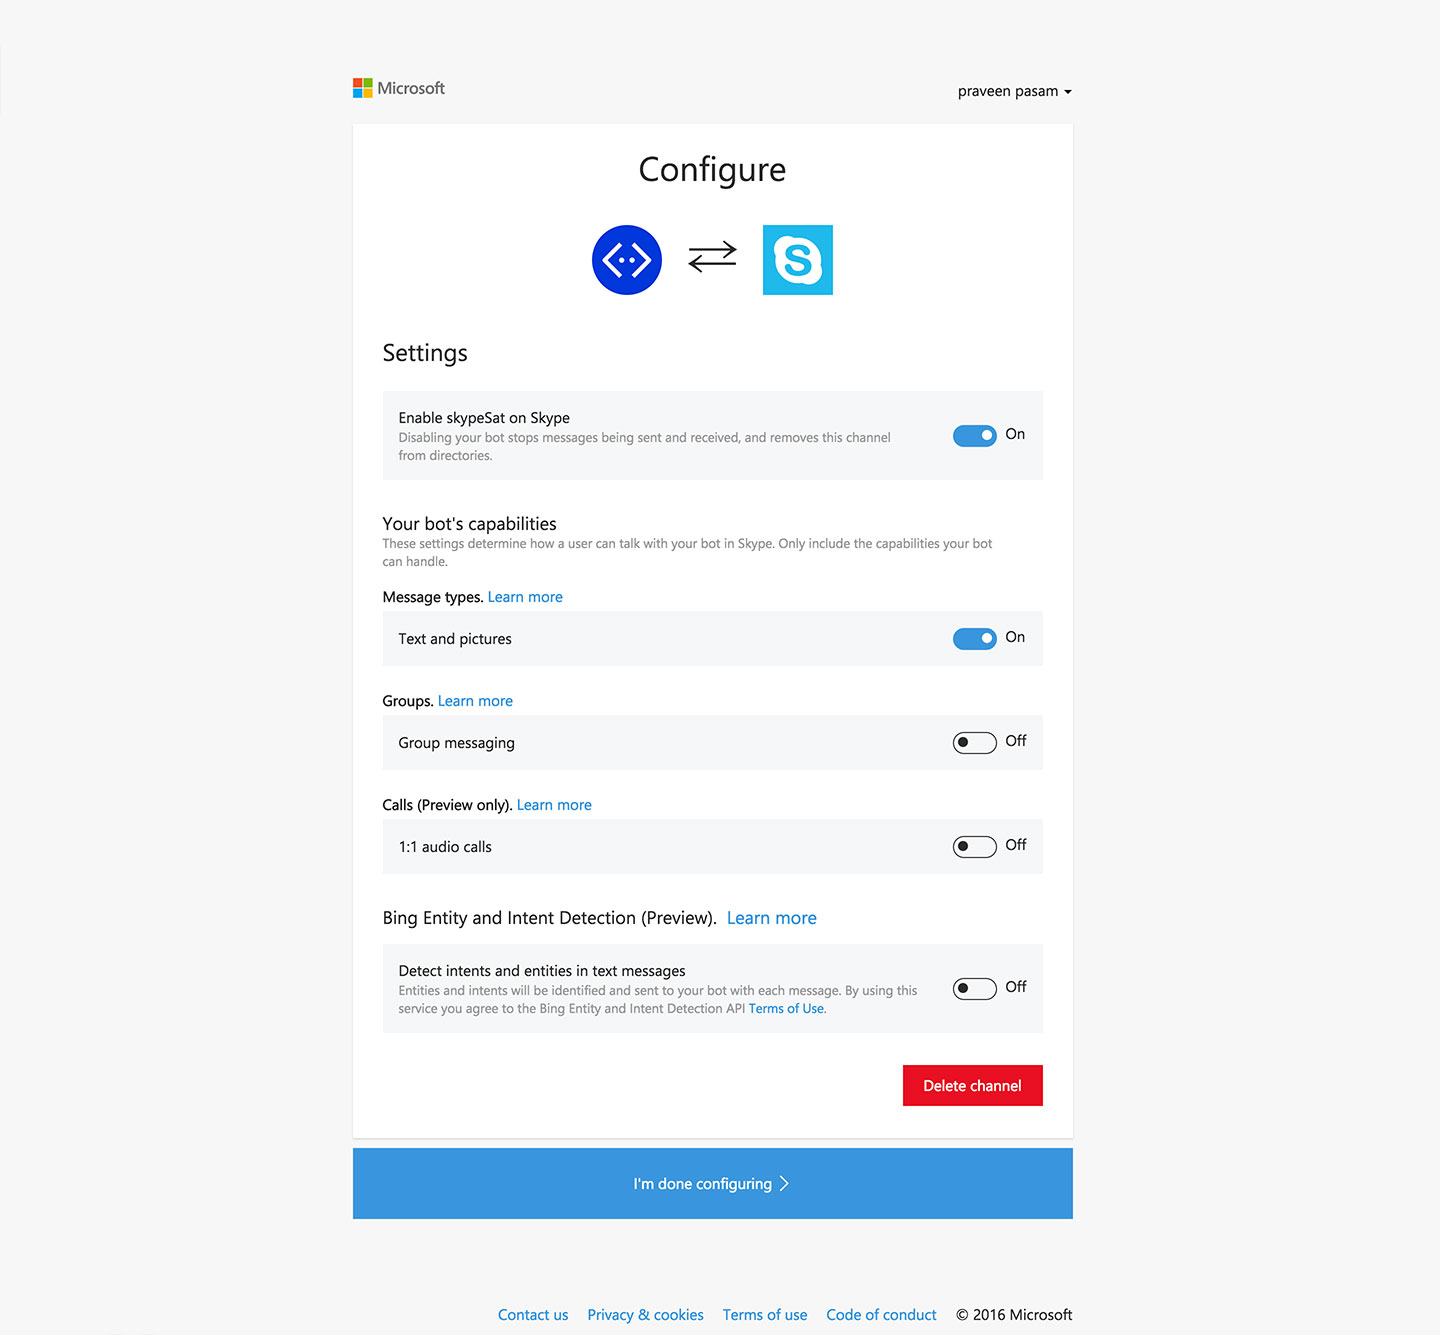 Microsoft
praveen pasam
Configure
Settings
Enable skypeSat on Skype
Disabling your bot stops messages being sent and received, and removes this channel
from directories.
On
Your bot's capabilities
These settings determine how a user can talk with your bot in Skype. Only include the capabilities your bot
can handle.
Message types. Learn more
Text and pictures
On
Groups. Learn more
Group messaging
Off
Calls (Preview only). Learn more
1:1 audio calls
Off
Bing Entity and Intent Detection (Preview). Learn more
Detect intents and entities in text messages
Entities and intents will be identified and sent to your bot with each message. By using this
service you agree to the Bing Entity and Intent Detection API Terms of Use.
Off
Delete channel
I'm done configuring
Contact us Privacy & cookies Terms of use Code of conduct © 2016 Microsoft